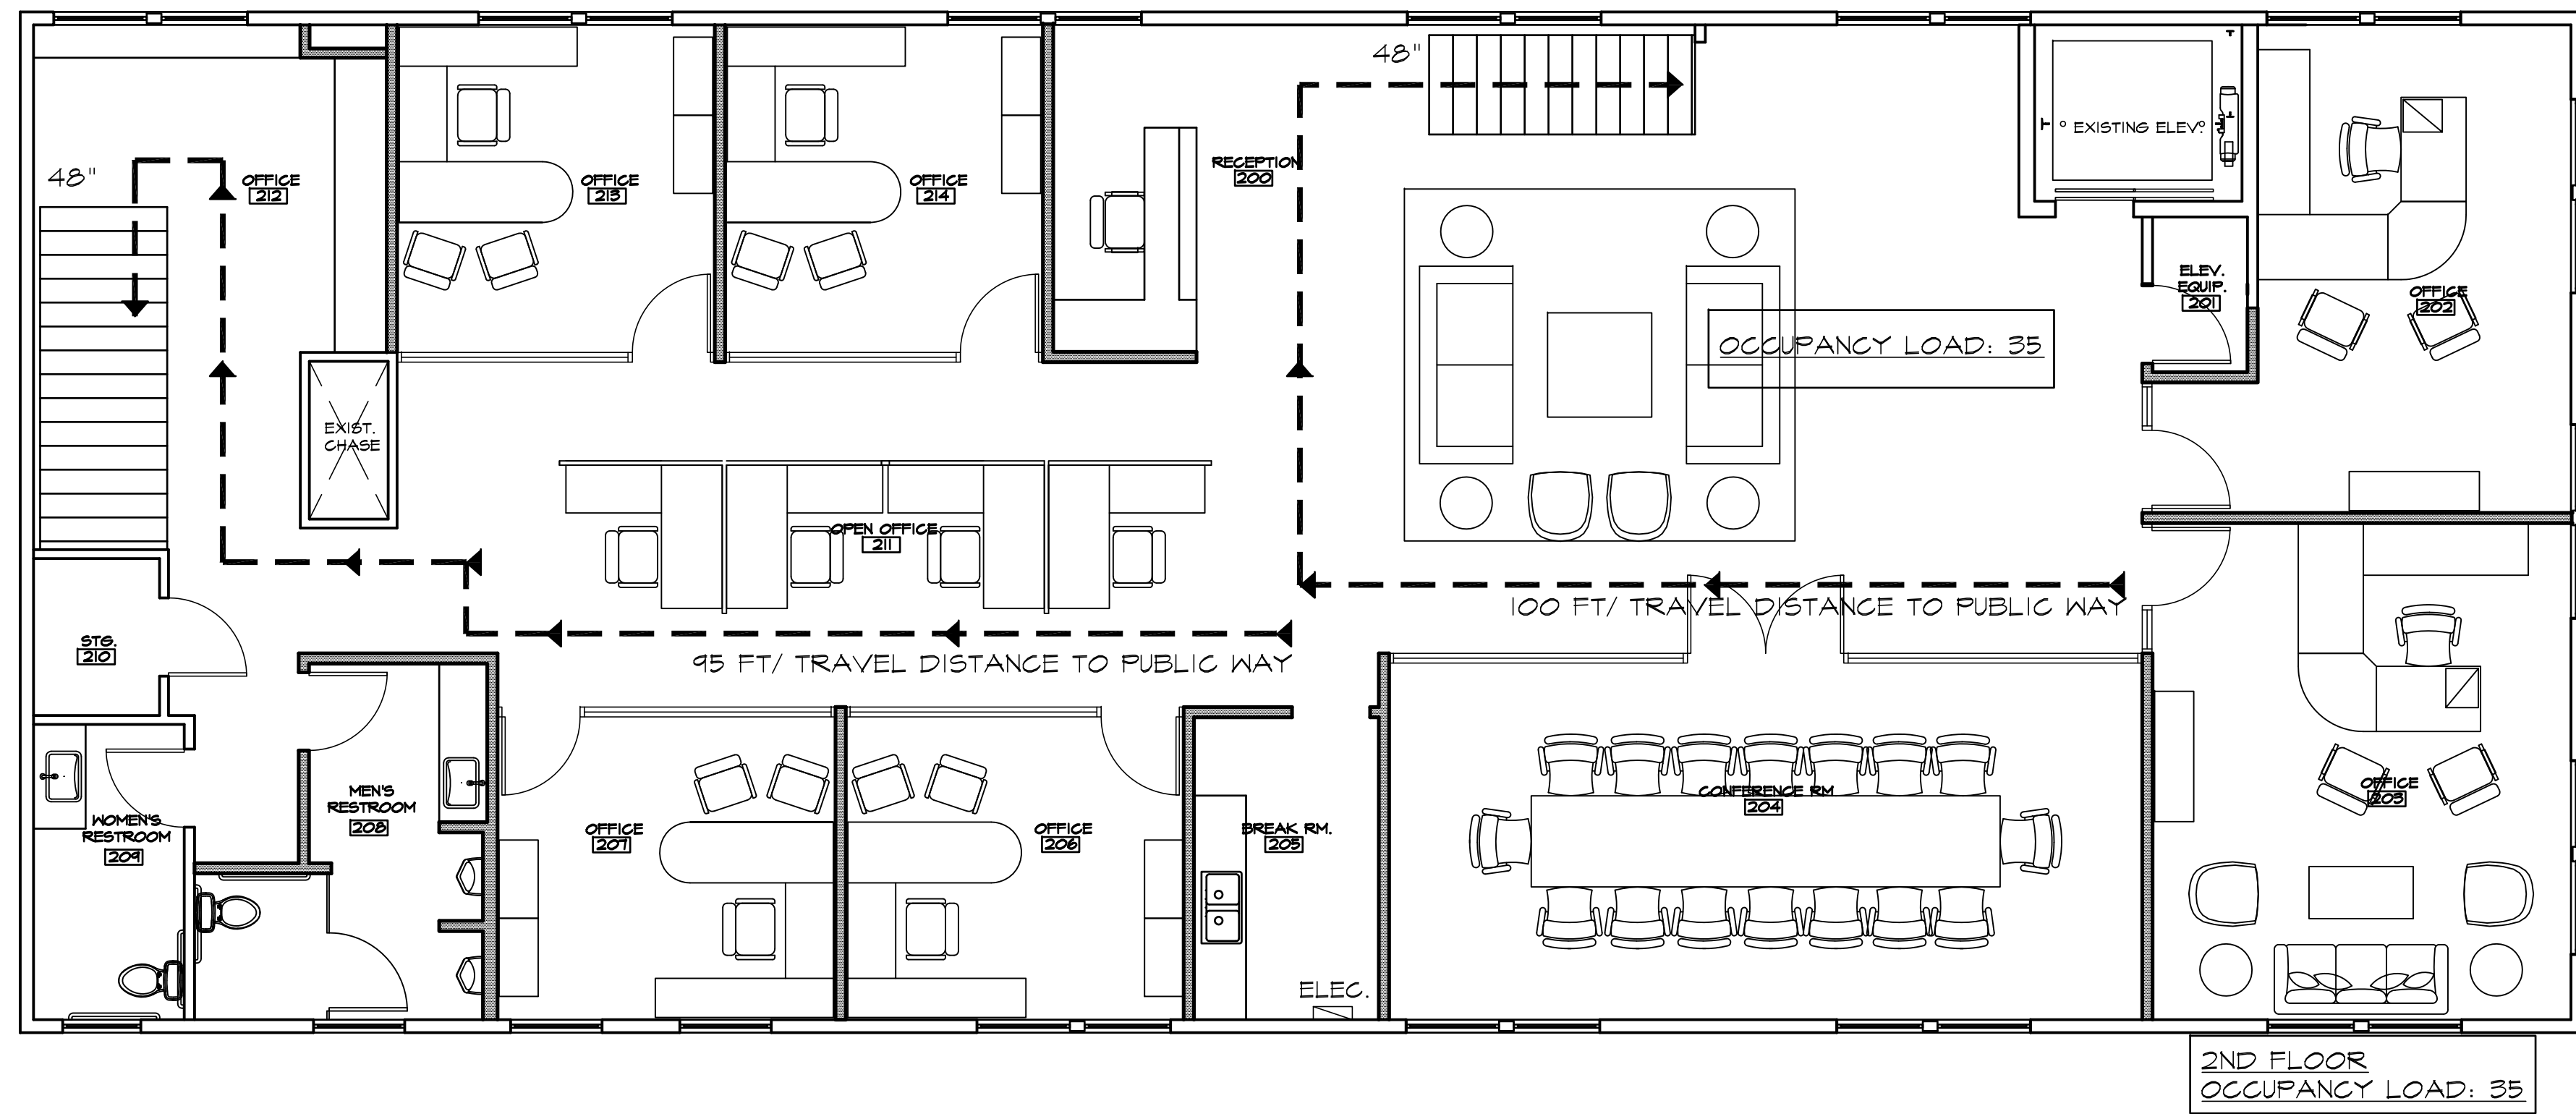 48"
OFFICE
212
OFFICE
213
OFFICE
214
RECEPTION
200
48"
EXISTING ELEV.
ELEV.
EQUIP.
201
OFFICE
202
OCCUPANCY LOAD: 35
EXIST.
CHASE
OPEN OFFICE
211
100 FT/ TRAVEL DISTANCE TO PUBLIC WAY
95 FT/ TRAVEL DISTANCE TO PUBLIC WAY
STG.
210
WOMEN'S
RESTROOM
209
MEN'S
RESTROOM
208
OFFICE
207
OFFICE
206
BREAK RM.
205
CONFERENCE RM
204
OFFICE
203
ELEC.
2ND FLOOR
OCCUPANCY LOAD: 35